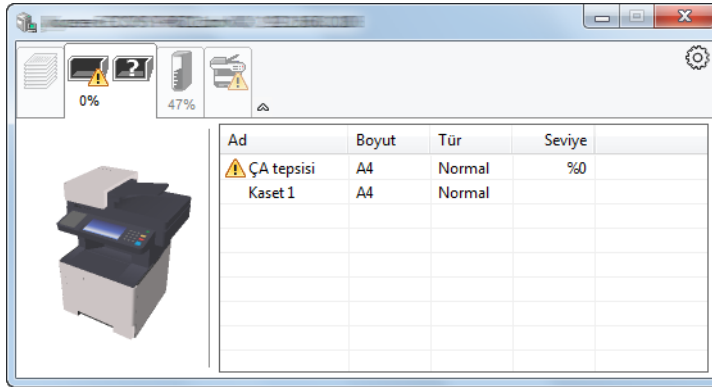 0%
47%
Ad Boyut Tür Seviye
ÇA tepsisi A4 Normal %0
Kaset 1 A4 Normal